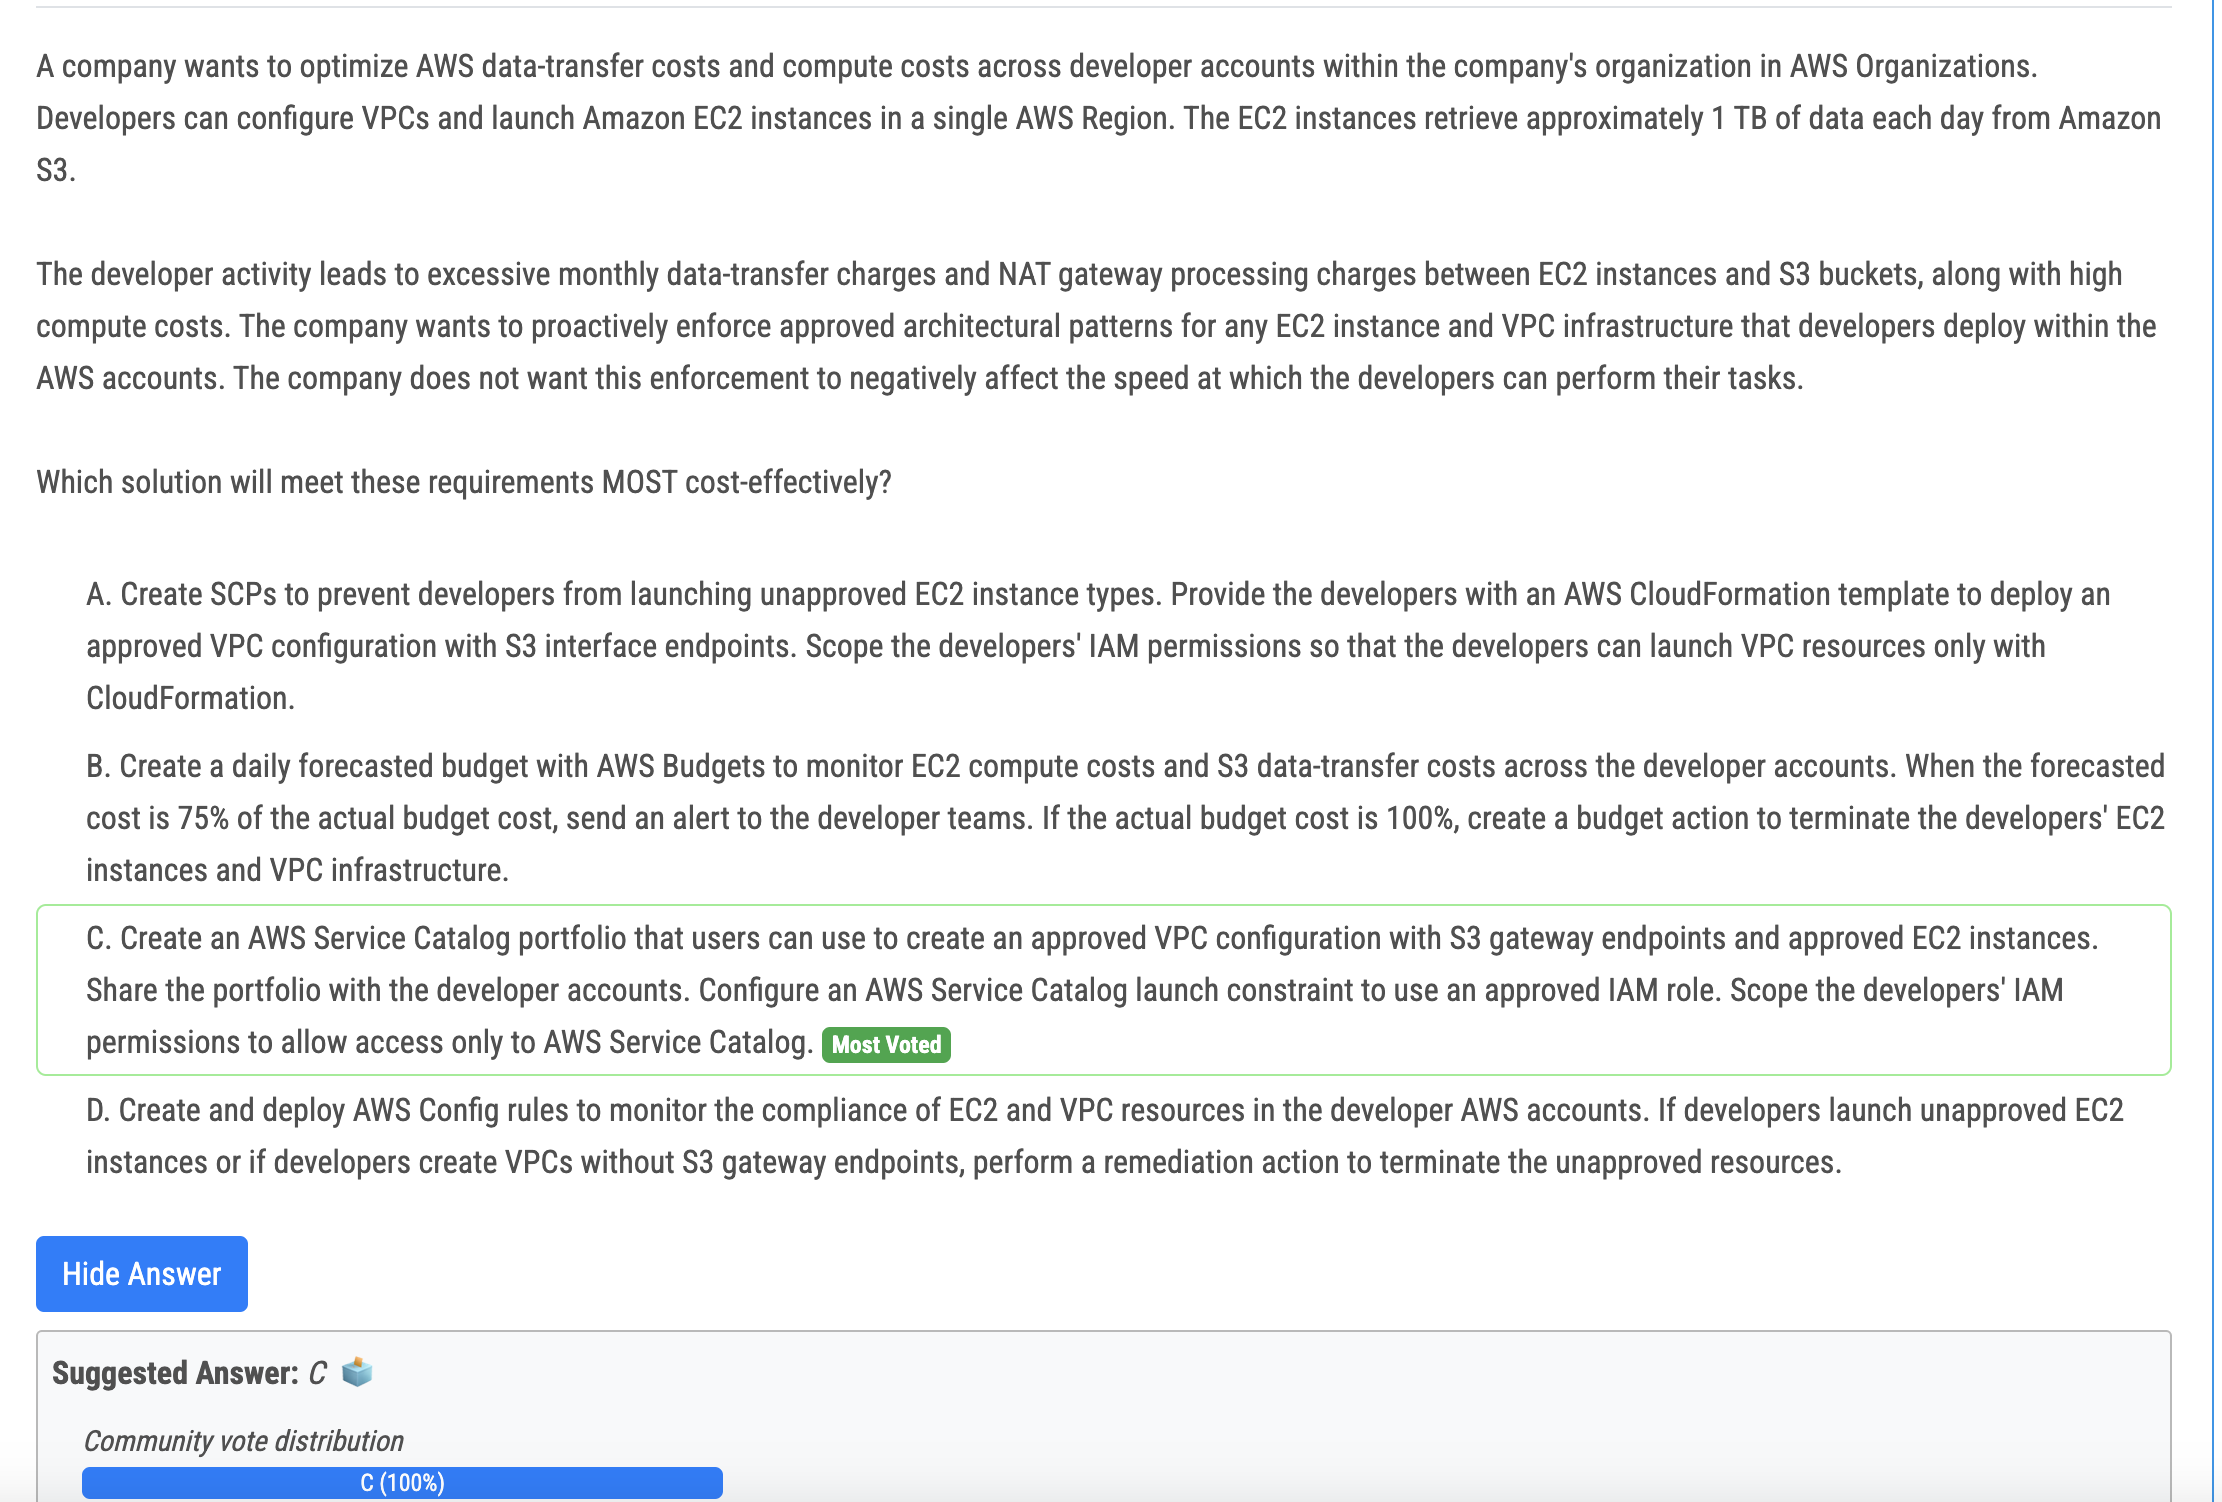 A company wants to optimize AWS data-transfer costs and compute costs across developer accounts within the company's organization in AWS Organizations.
Developers can configure VPCs and launch Amazon EC2 instances in a single AWS Region. The EC2 instances retrieve approximately 1 TB of data each day from Amazon
S3.
The developer activity leads to excessive monthly data-transfer charges and NAT gateway processing charges between EC2 instances and S3 buckets, along with high
compute costs. The company wants to proactively enforce approved architectural patterns for any EC2 instance and VPC infrastructure that developers deploy within the
AWS accounts. The company does not want this enforcement to negatively affect the speed at which the developers can perform their tasks.
Which solution will meet these requirements MOST cost-effectively?
A. Create SCPs to prevent developers from launching unapproved EC2 instance types. Provide the developers with an AWS CloudFormation template to deploy an
approved VPC configuration with S3 interface endpoints. Scope the developers' IAM permissions so that the developers can launch VPC resources only with
CloudFormation.
B. Create a daily forecasted budget with AWS Budgets to monitor EC2 compute costs and S3 data-transfer costs across the developer accounts. When the forecasted
cost is 75% of the actual budget cost, send an alert to the developer teams. If the actual budget cost is 100%, create a budget action to terminate the developers' EC2
instances and VPC infrastructure.
C. Create an AWS Service Catalog portfolio that users can use to create an approved VPC configuration with S3 gateway endpoints and approved EC2 instances.
Share the portfolio with the developer accounts. Configure an AWS Service Catalog launch constraint to use an approved IAM role. Scope the developers' IAM
permissions to allow access only to AWS Service Catalog. Most Voted
D. Create and deploy AWS Config rules to monitor the compliance of EC2 and VPC resources in the developer AWS accounts. If developers launch unapproved EC2
instances or if developers create VPCs without S3 gateway endpoints, perform a remediation action to terminate the unapproved resources.
Hide Answer
Suggested Answer: C
Community vote distribution
C (100%)